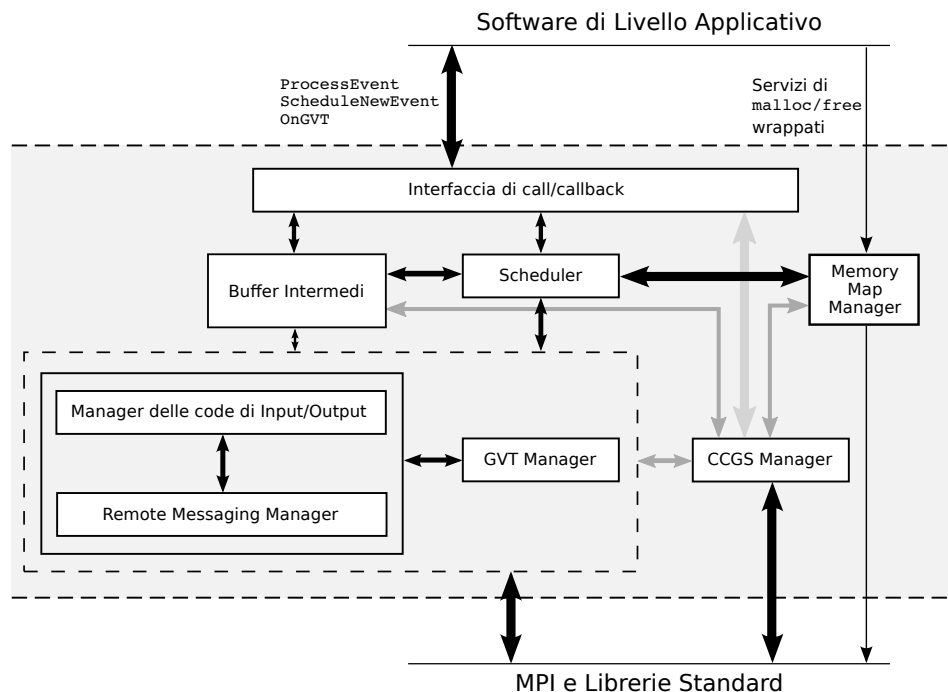 Software di Livello Applicativo
ProcessEvent
ScheduleNewEvent
OnGVT
Servizi di
malloc/free
wrappati
Interfaccia di call/callback
Buffer Intermedi
Scheduler
Memory
Map
Manager
Manager delle code di Input/Output
GVT Manager
CCGS Manager
Remote Messaging Manager
MPI e Librerie Standard